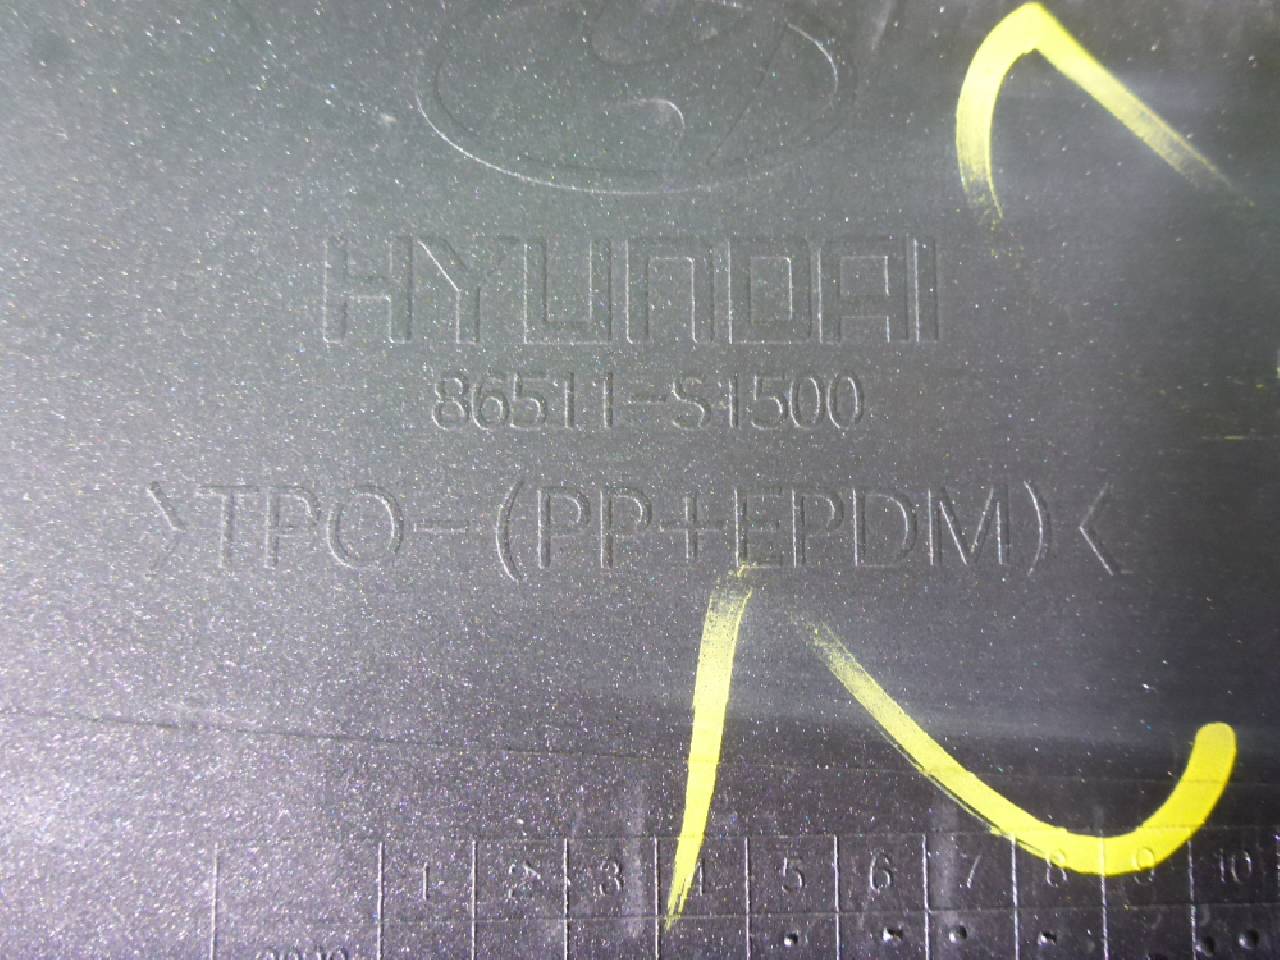 HYUNDAI
86511-S1500
>TPO-(PP+EPDM)<
1 2 3 4 5 6 7 8 9 10